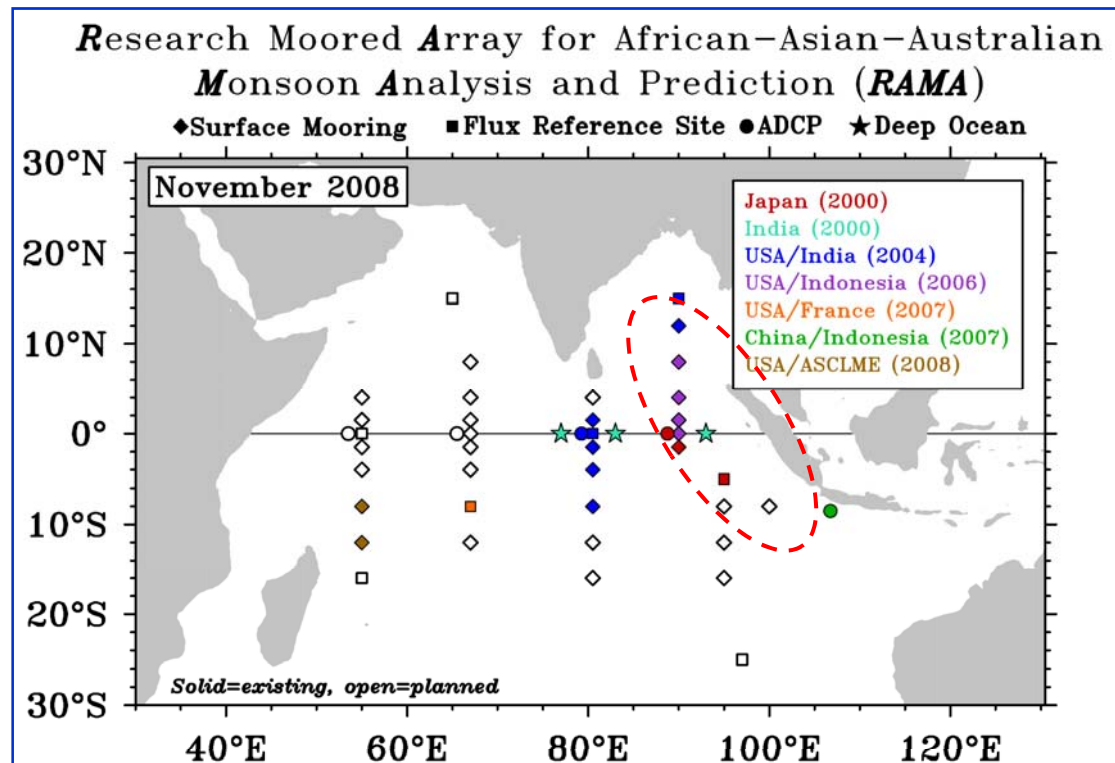 Research Moored Array for African-Asian-Australian
Monsoon Analysis and Prediction (RAMA)
◆Surface Mooring ■Flux Reference Site ●ADCP ★Deep Ocean
30°N
November 2008
Japan (2000)
India (2000)
20°N
USA/India (2004)
USA/Indonesia (2006)
USA/France (2007)
10°N
China/Indonesia (2007)
USA/ASCLME (2008)
0°
10°S
20°S
Solid=existing, open=planned
30°S
40°E 60°E 80°E 100°E 120°E